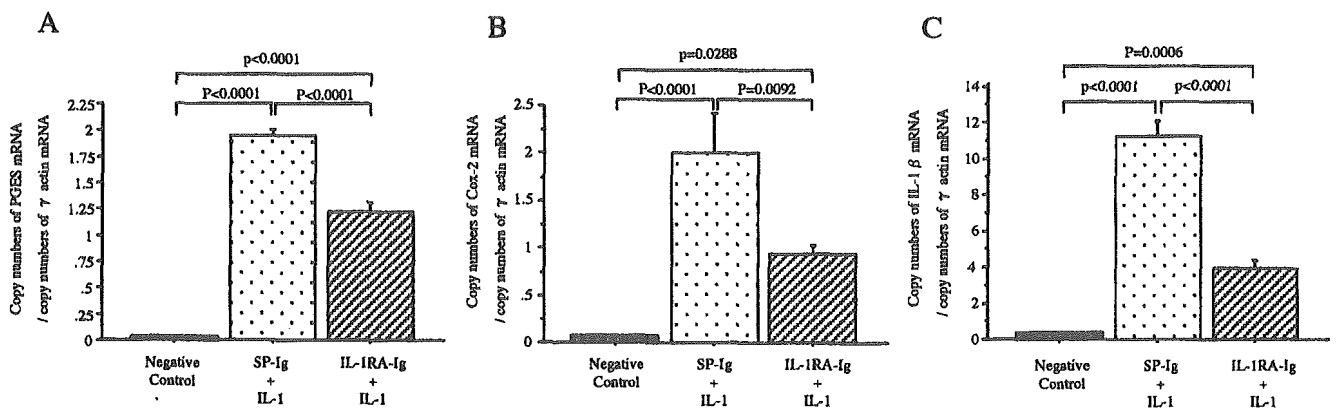 A
p<0.0001
P<0.0001
P<0.0001
Copy numbers of PGES mRNA
/ copy numbers of γ actin mRNA
2.25
2
1.75
1.5
1.25
1
.75
.5
.25
0
Negative
Control
SP-Ig
+
IL-1
IL-1RA-Ig
+
IL-1
B
p=0.0288
P<0.0001
P=0.0092
Copy numbers of Cox-2 mRNA
/ copy numbers of γ actin mRNA
2.5
2
1.5
1
.5
0
Negative
Control
SP-Ig
+
IL-1
IL-1RA-Ig
+
IL-1
C
P=0.0006
p<0.0001
p<0.0001
Copy numbers of IL-1 β mRNA
/ copy numbers of γ actin mRNA
14
12
10
8
6
4
2
0
Negative
Control
SP-Ig
+
IL-1
IL-1RA-Ig
+
IL-1